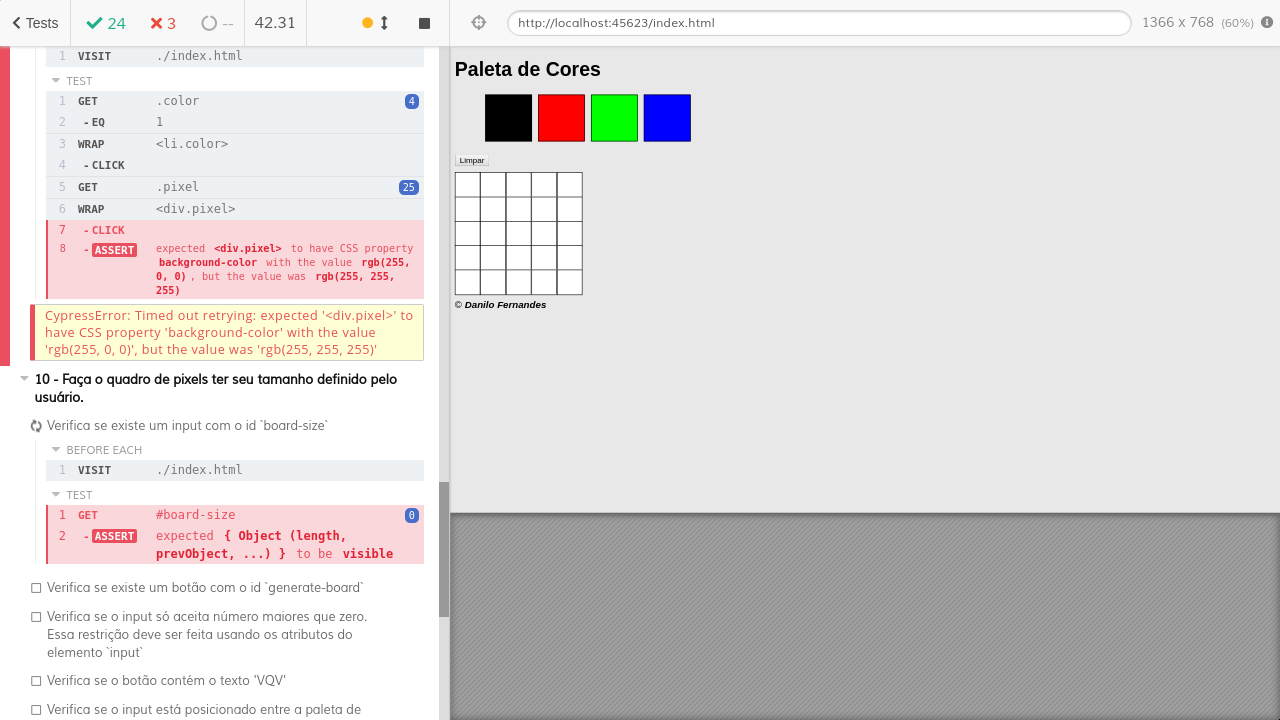 Tests 24 3 -- 42.31
1 VISIT ./index.html
TEST
1 GET .color 4
2 - EQ 1
3 WRAP <li.color>
4 - CLICK
5 GET .pixel 25
6 WRAP <div.pixel>
7 - CLICK
8 - ASSERT expected <div.pixel> to have CSS property
background-color with the value rgb(255,
0, 0) , but the value was rgb(255, 255,
255)
CypressError: Timed out retrying: expected '<div.pixel>' to
have CSS property 'background-color' with the value
'rgb(255, 0, 0)', but the value was 'rgb(255, 255, 255)'
10 - Faça o quadro de pixels ter seu tamanho definido pelo
usuário.
Verifica se existe um input com o id `board-size`
BEFORE EACH
1 VISIT ./index.html
TEST
1 GET #board-size 0
2 - ASSERT expected { Object (length,
prevObject, ...) } to be visible
Verifica se existe um botão com o id `generate-board`
Verifica se o input só aceita número maiores que zero.
Essa restrição deve ser feita usando os atributos do
elemento `input`
Verifica se o botão contém o texto 'VQV'
Verifica se o input está posicionado entre a paleta de
http://localhost:45623/index.html 1366 x 768 (60%)
Paleta de Cores
Limpar
© Danilo Fernandes